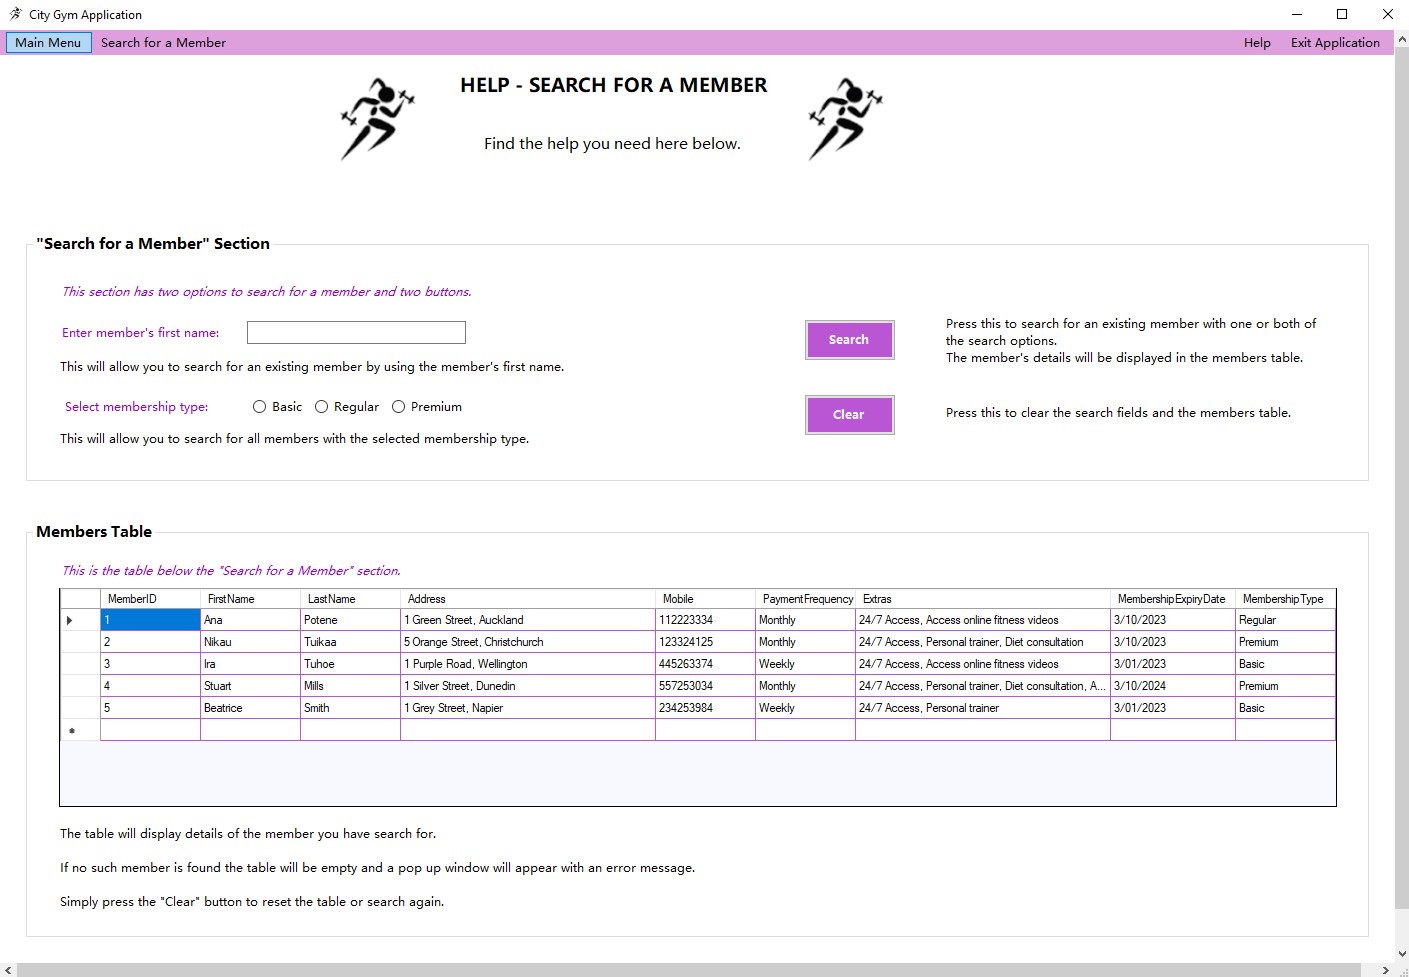 City Gym Application
Main Menu Search for a Member Help Exit Application
HELP - SEARCH FOR A MEMBER
Find the help you need here below.
"Search for a Member" Section
This section has two options to search for a member and two buttons.
Enter member's first name:
This will allow you to search for an existing member by using the member's first name.
Select membership type: Basic Regular Premium
This will allow you to search for all members with the selected membership type.
Search
Press this to search for an existing member with one or both of
the search options.
The member's details will be displayed in the members table.
Clear
Press this to clear the search fields and the members table.
Members Table
This is the table below the "Search for a Member" section.
MemberID FirstName LastName Address Mobile PaymentFrequency Extras MembershipExpiryDate MembershipType
1 Ana Potene 1 Green Street, Auckland 112223334 Monthly 24/7 Access, Access online fitness videos 3/10/2023 Regular
2 Nikau Tuikaa 5 Orange Street, Christchurch 123324125 Monthly 24/7 Access, Personal trainer, Diet consultation 3/10/2023 Premium
3 Ira Tuhoe 1 Purple Road, Wellington 445263374 Weekly 24/7 Access, Access online fitness videos 3/01/2023 Basic
4 Stuart Mills 1 Silver Street, Dunedin 557253034 Monthly 24/7 Access, Personal trainer, Diet consultation, A... 3/10/2024 Premium
5 Beatrice Smith 1 Grey Street, Napier 234253984 Weekly 24/7 Access, Personal trainer 3/01/2023 Basic
The table will display details of the member you have search for.
If no such member is found the table will be empty and a pop up window will appear with an error message.
Simply press the "Clear" button to reset the table or search again.